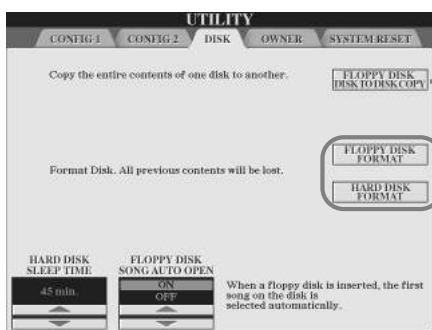 UTILITY
CONFIG 1 CONFIG 2 DISK OWNER SYSTEM RESET
Copy the entire contents of one disk to another.
FLOPPY DISK
DISK TO DISK COPY
Format Disk. All previous contents will be lost.
FLOPPY DISK
FORMAT
HARD DISK
FORMAT
HARD DISK
SLEEP TIME
45 min.
FLOPPY DISK
SONG AUTO OPEN
ON
OFF
When a floppy disk is inserted, the first
song on the disk is
selected automatically.